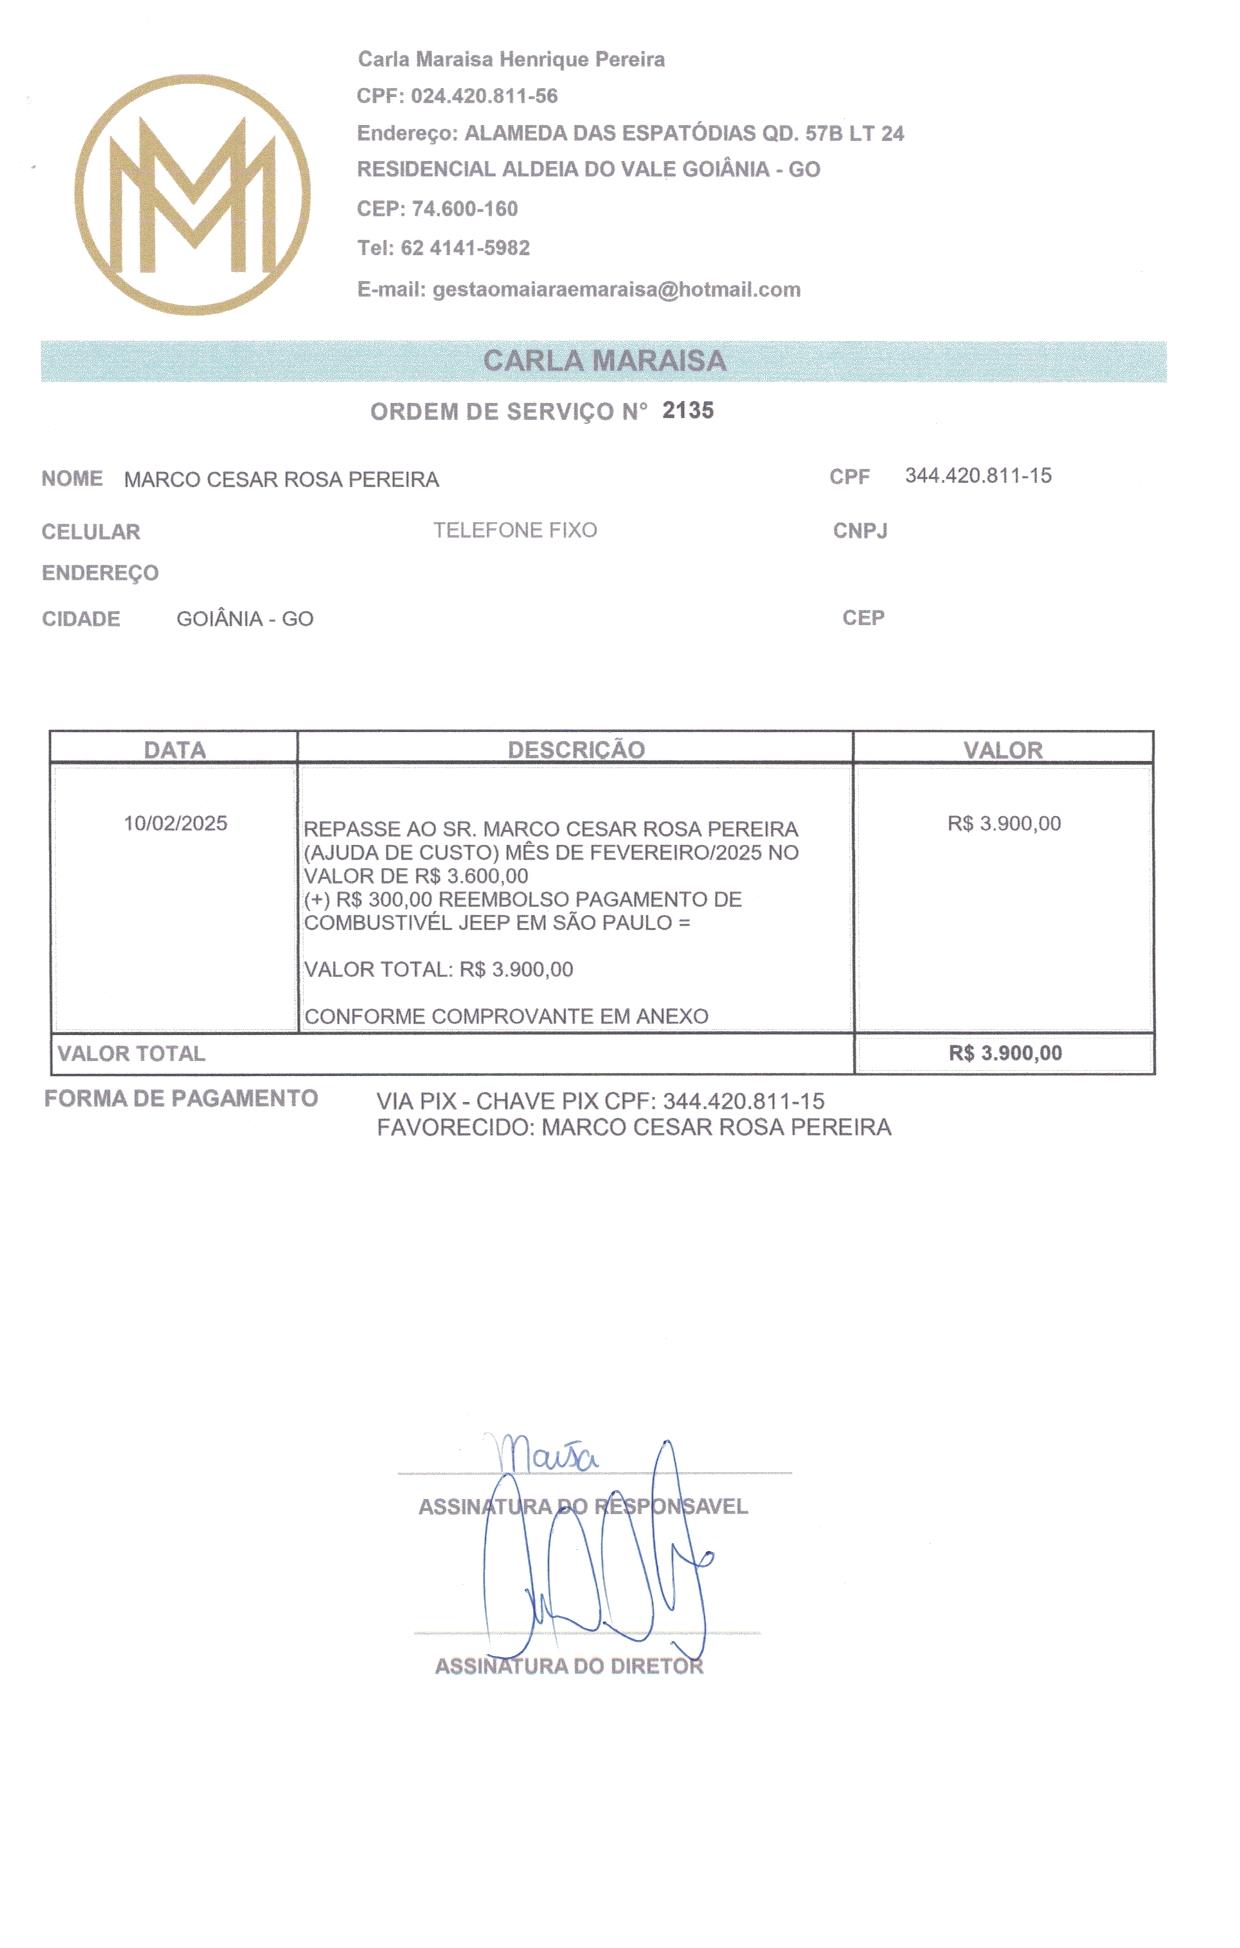 Carla Maraisa Henrique Pereira
CPF: 024.420.811-56
Endereço: ALAMEDA DAS ESPATÓDIAS QD. 57B LT 24
RESIDENCIAL ALDEIA DO VALE GOIÂNIA - GO
CEP: 74.600-160
Tel: 62 4141-5982
E-mail: gestaomaiaraemaraisa@hotmail.com
CARLA MARAISA
ORDEM DE SERVIÇO N° 2135
NOME MARCO CESAR ROSA PEREIRA CPF 344.420.811-15
CELULAR TELEFONE FIXO CNPJ
ENDEREÇO
CIDADE GOIÂNIA - GO CEP
DATA DESCRIÇÃO VALOR
10/02/2025 REPASSE AO SR. MARCO CESAR ROSA PEREIRA R$ 3.900,00
(AJUDA DE CUSTO) MÊS DE FEVEREIRO/2025 NO
VALOR DE R$ 3.600,00
(+) R$ 300,00 REEMBOLSO PAGAMENTO DE
COMBUSTIVÉL JEEP EM SÃO PAULO =
VALOR TOTAL: R$ 3.900,00
CONFORME COMPROVANTE EM ANEXO
VALOR TOTAL R$ 3.900,00
FORMA DE PAGAMENTO VIA PIX - CHAVE PIX CPF: 344.420.811-15
FAVORECIDO: MARCO CESAR ROSA PEREIRA
ASSINATURA DO RESPONSAVEL
ASSINATURA DO DIRETOR